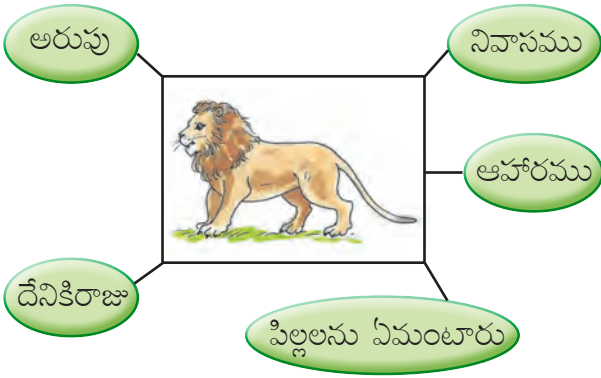 అరుపు
నివాసము
ఆహారము
దేనికిరాజు
పిల్లలను ఏమంటారు